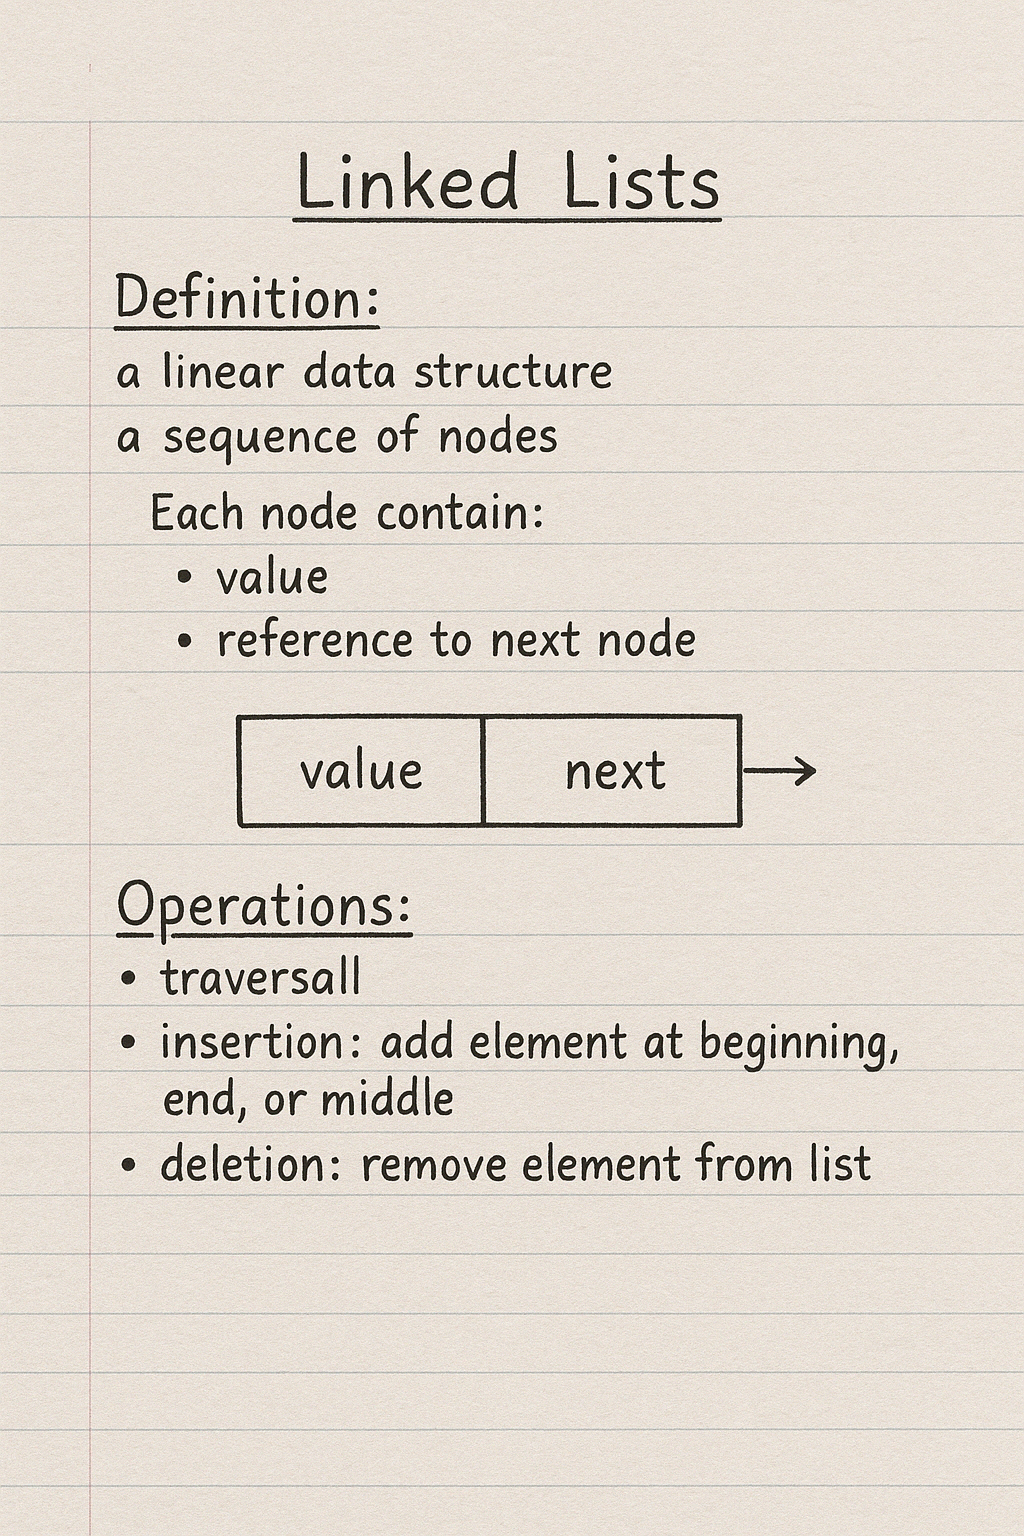 Linked Lists
Definition:
a linear data structure
a sequence of nodes
Each node contain:
• value
• reference to next node
value next
Operations:
• traversall
• insertion: add element at beginning,
end, or middle
• deletion: remove element from list